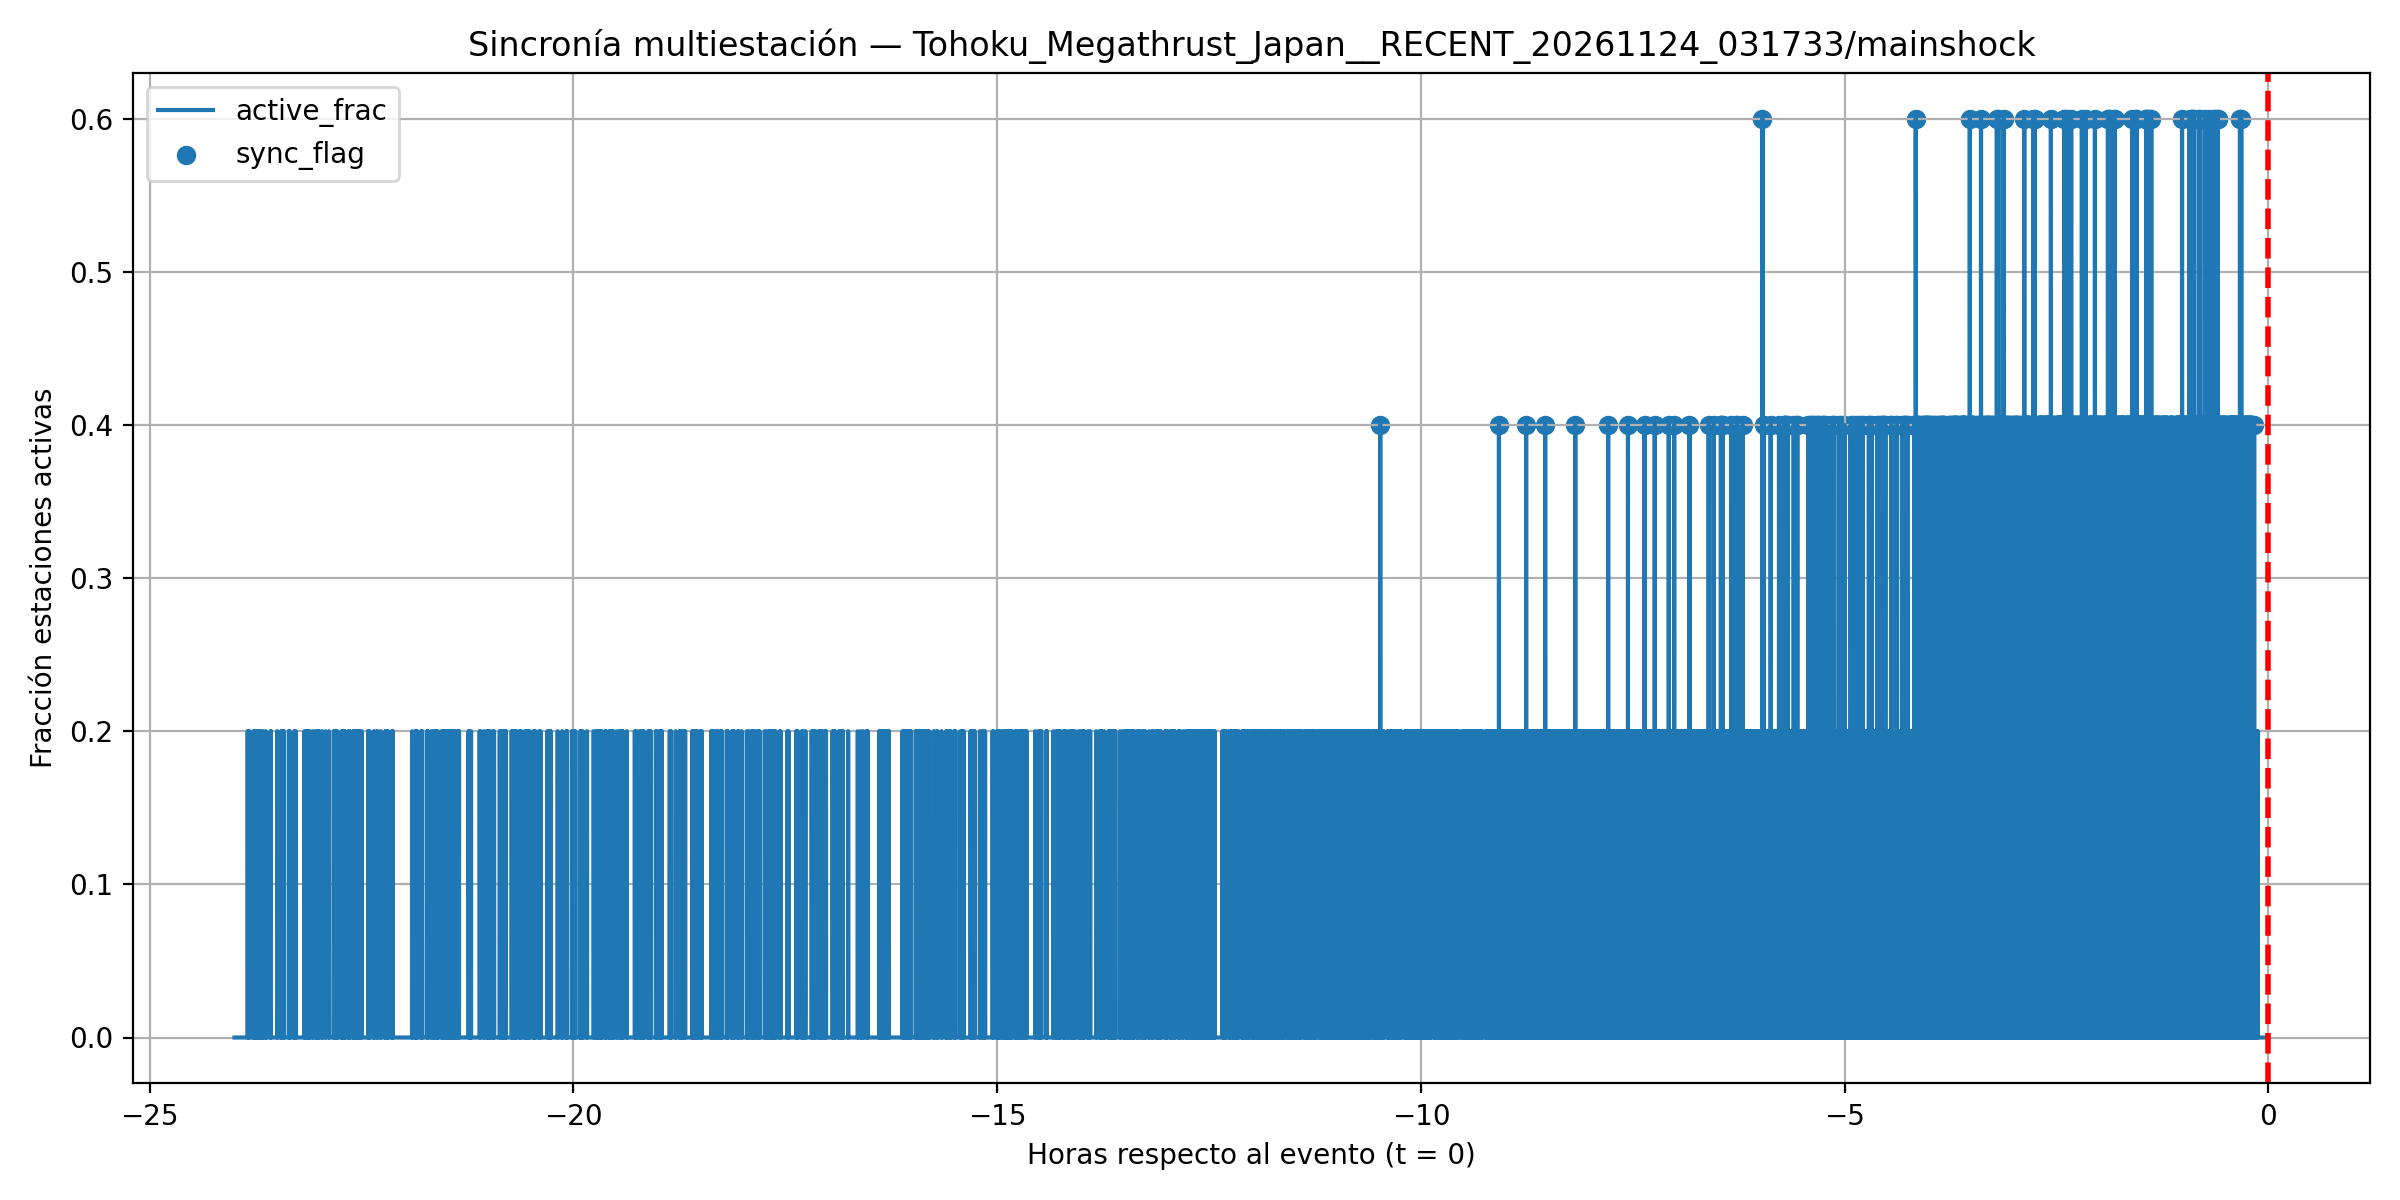 Sincronía multiestación — Tohoku_Megathrust_Japan__RECENT_20261124_031733/mainshock
active_frac
sync_flag
Fracción estaciones activas
0.6
0.5
0.4
0.3
0.2
0.1
0.0
−25 −20 −15 −10 −5 0
Horas respecto al evento (t = 0)